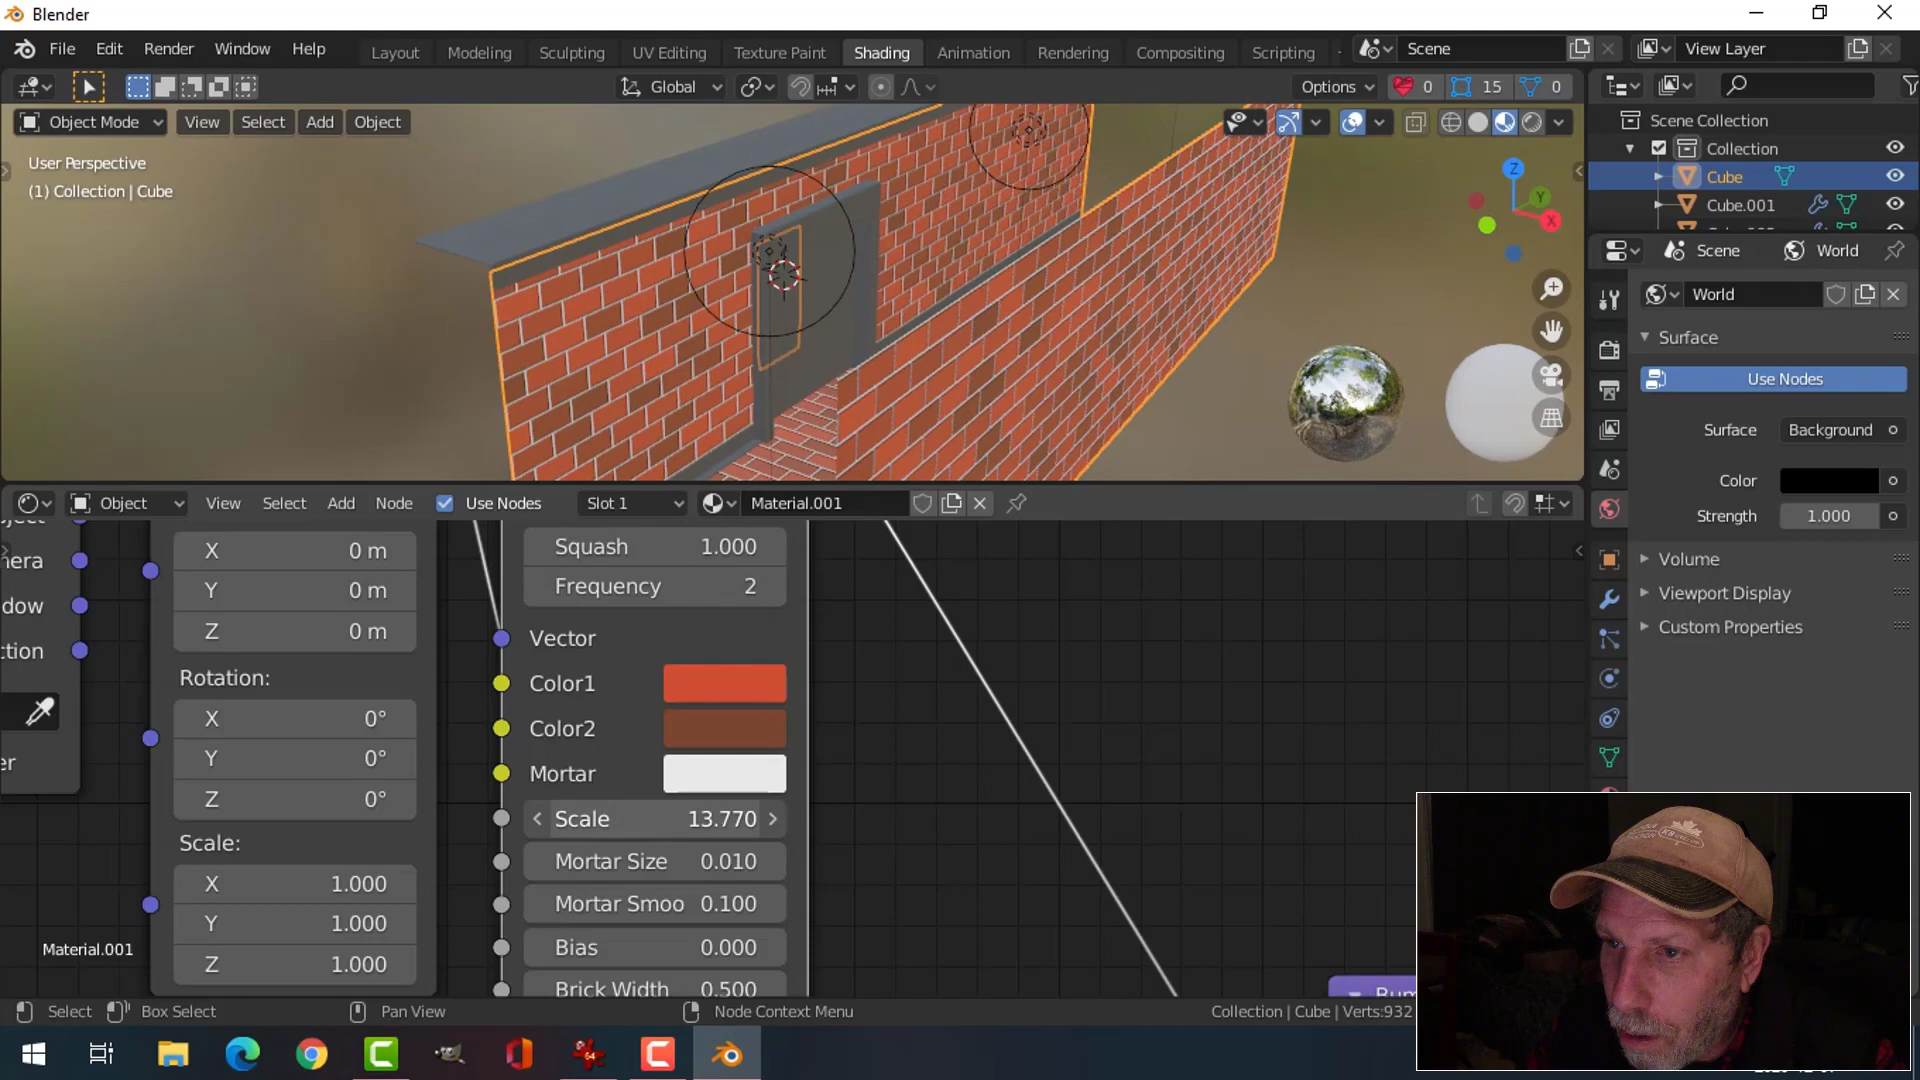 Blender
File Edit Render Window Help
Layout Modeling Sculpting UV Editing Texture Paint Shading Animation Rendering Compositing Scripting
Scene
View Layer
Global
Options
0 15 0
Object Mode View Select Add Object
User Perspective
(1) Collection | Cube
Z
Y
X
Scene Collection
Collection
Cube
Cube.001
Scene World
World
Surface
Use Nodes
Surface Background
Color
Strength 1.000
Volume
Viewport Display
Custom Properties
Object View Select Add Node Use Nodes Slot 1 Material.001
X 0 m
Y 0 m
Z 0 m
Rotation:
X 0°
Y 0°
Z 0°
Scale:
X 1.000
Y 1.000
Z 1.000
Squash 1.000
Frequency 2
Vector
Color1
Color2
Mortar
Scale 13.770
Mortar Size 0.010
Mortar Smoo 0.100
Bias 0.000
Brick Width 0.500
Material.001
Select Box Select Pan View Node Context Menu
Collection | Cube | Verts:932